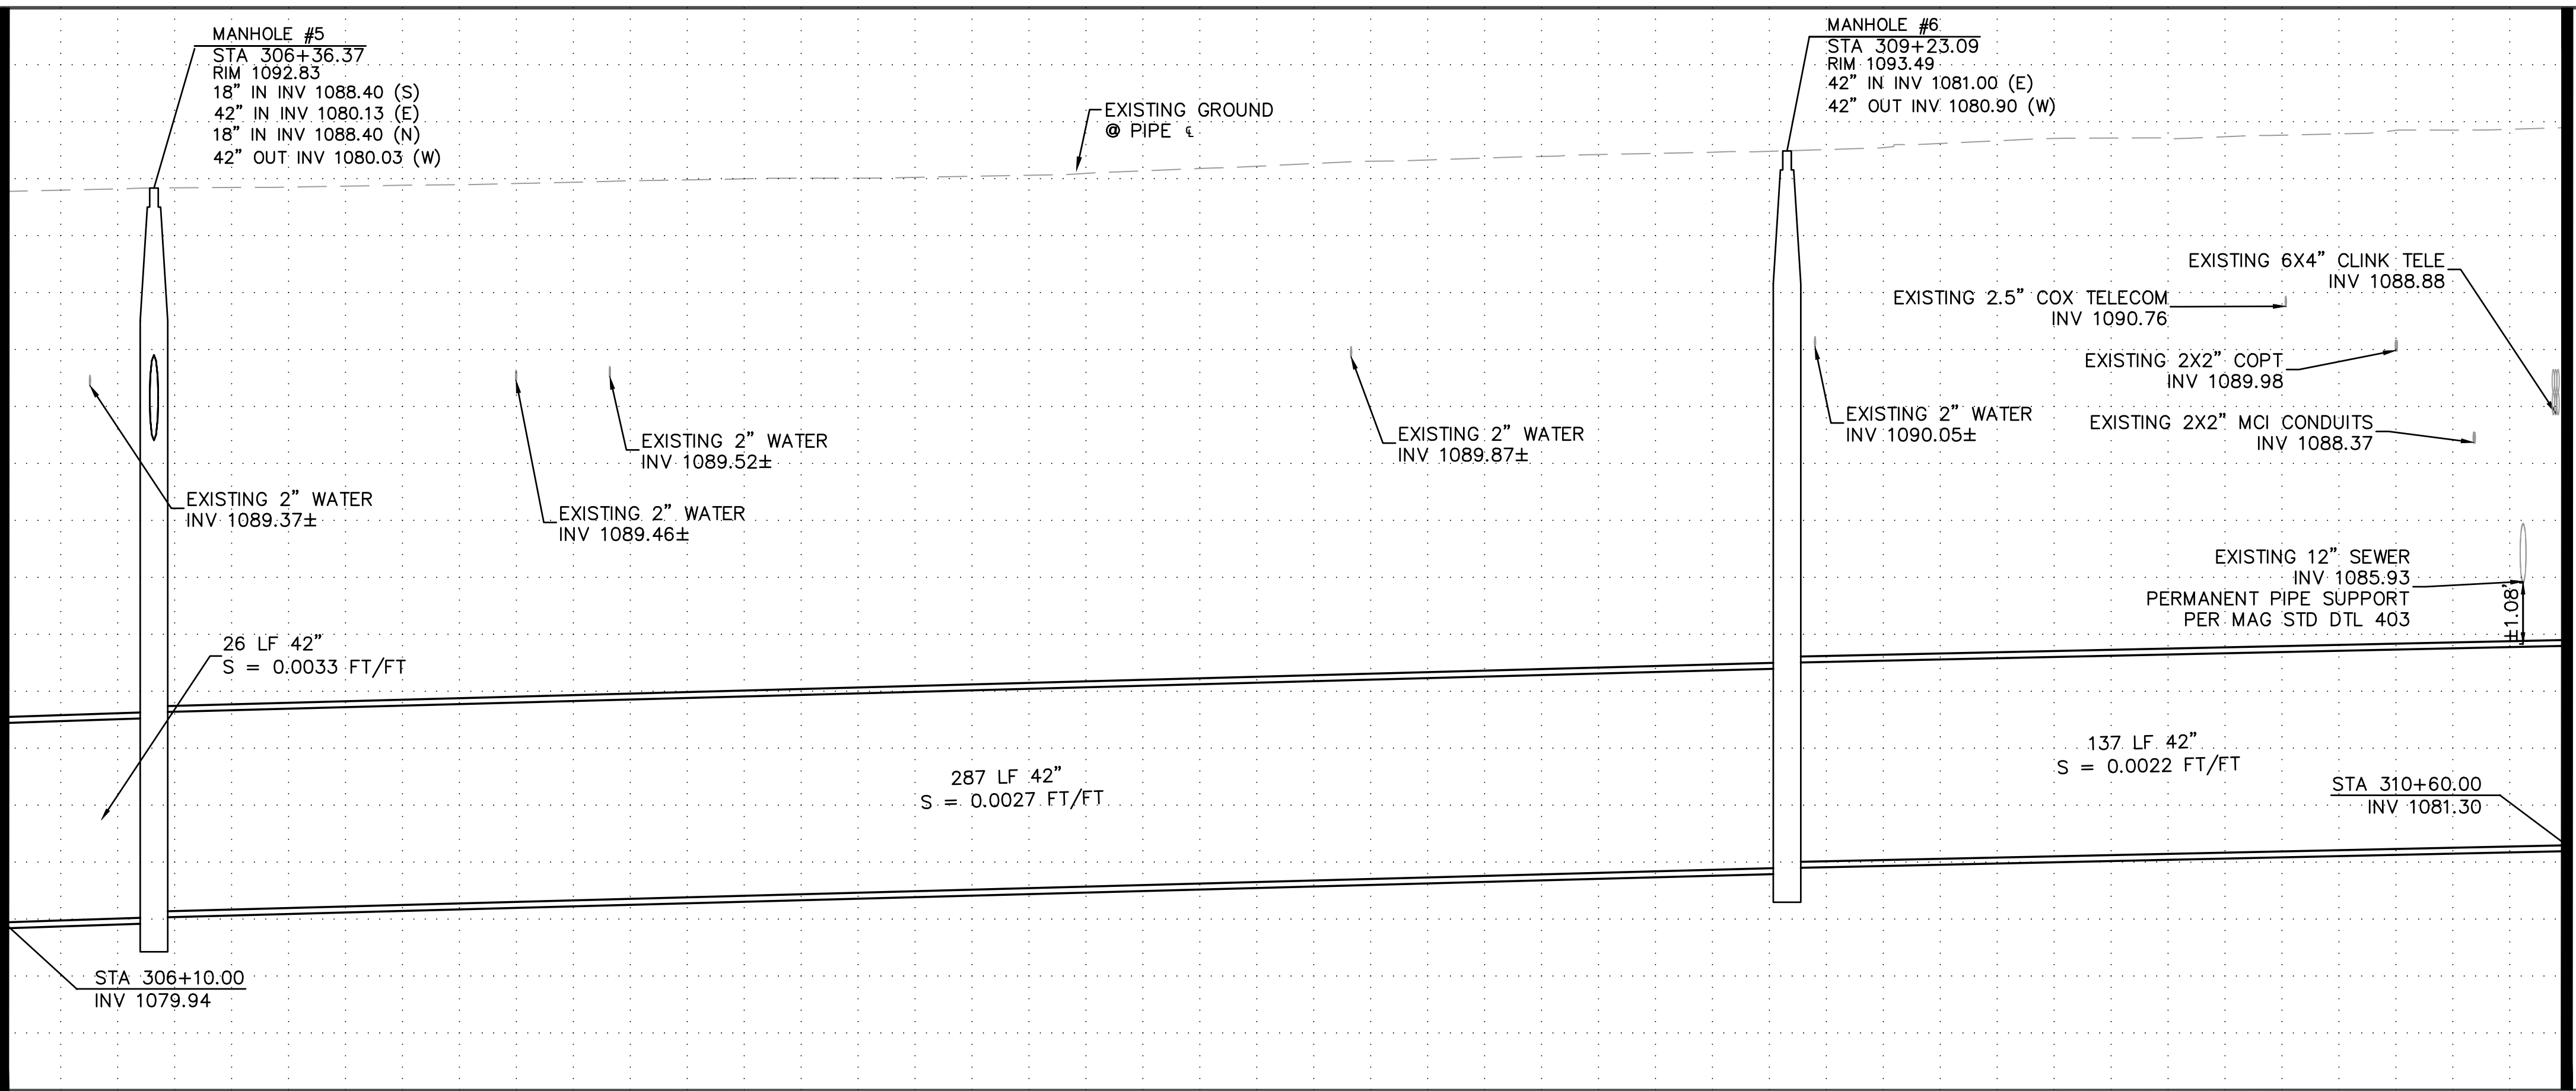 MANHOLE #5
STA 306+36.37
RIM 1092.83
18" IN INV 1088.40 (S)
42" IN INV 1080.13 (E)
18" IN INV 1088.40 (N)
42" OUT INV 1080.03 (W)
MANHOLE #6
STA 309+23.09
RIM 1093.49
42" IN INV 1081.00 (E)
42" OUT INV 1080.90 (W)
EXISTING GROUND
@ PIPE ℄
EXISTING 6X4" CLINK TELE
INV 1088.88
EXISTING 2.5" COX TELECOM
INV 1090.76
EXISTING 2X2" COPT
INV 1089.98
EXISTING 2X2" MCI CONDUITS
INV 1088.37
EXISTING 2" WATER
INV 1090.05±
EXISTING 2" WATER
INV 1089.87±
EXISTING 2" WATER
INV 1089.52±
EXISTING 2" WATER
INV 1089.46±
EXISTING 2" WATER
INV 1089.37±
EXISTING 12" SEWER
INV 1085.93
PERMANENT PIPE SUPPORT
PER MAG STD DTL 403
±1.08'
26 LF 42"
S = 0.0033 FT/FT
287 LF 42"
S = 0.0027 FT/FT
137 LF 42"
S = 0.0022 FT/FT
STA 310+60.00
INV 1081.30
STA 306+10.00
INV 1079.94